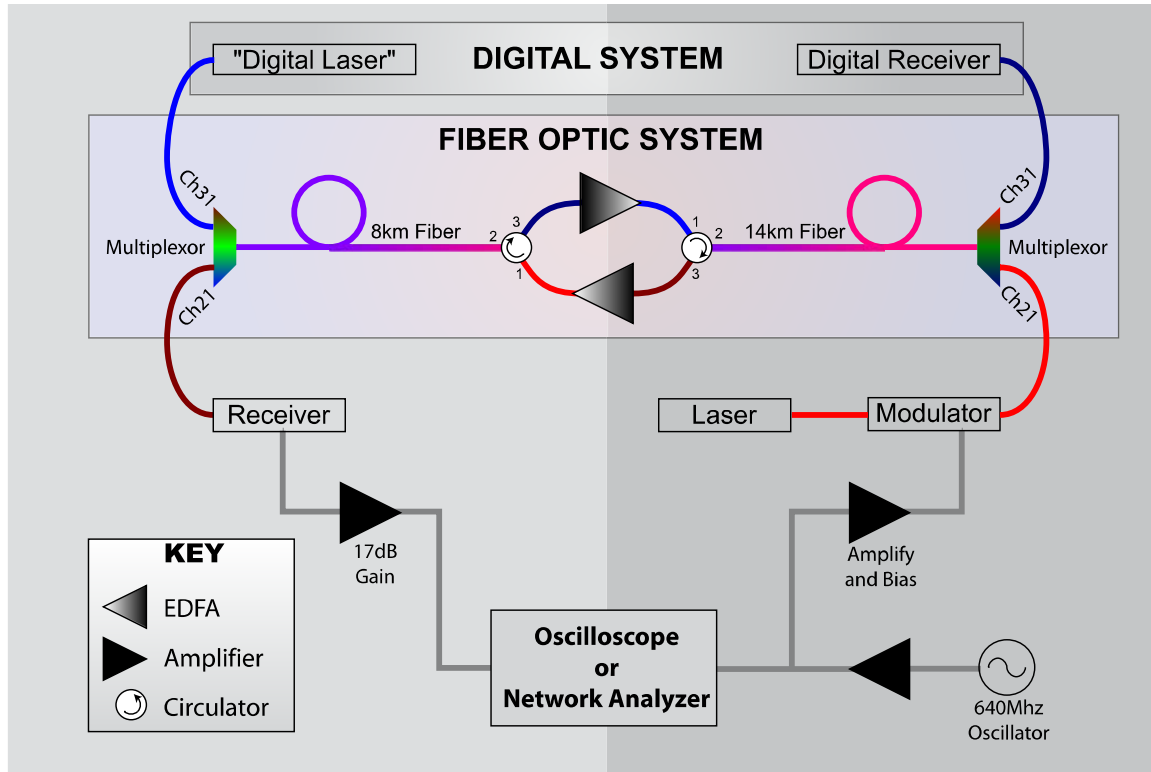 "Digital Laser"
DIGITAL SYSTEM
Digital Receiver
FIBER OPTIC SYSTEM
Ch31
Ch31
8km Fiber
14km Fiber
3
2
1
1
2
3
Multiplexor
Multiplexor
Ch21
Ch21
Receiver
Laser
Modulator
17dB
Gain
Amplify
and Bias
KEY
EDFA
Amplifier
Circulator
Oscilloscope
or
Network Analyzer
640Mhz
Oscillator